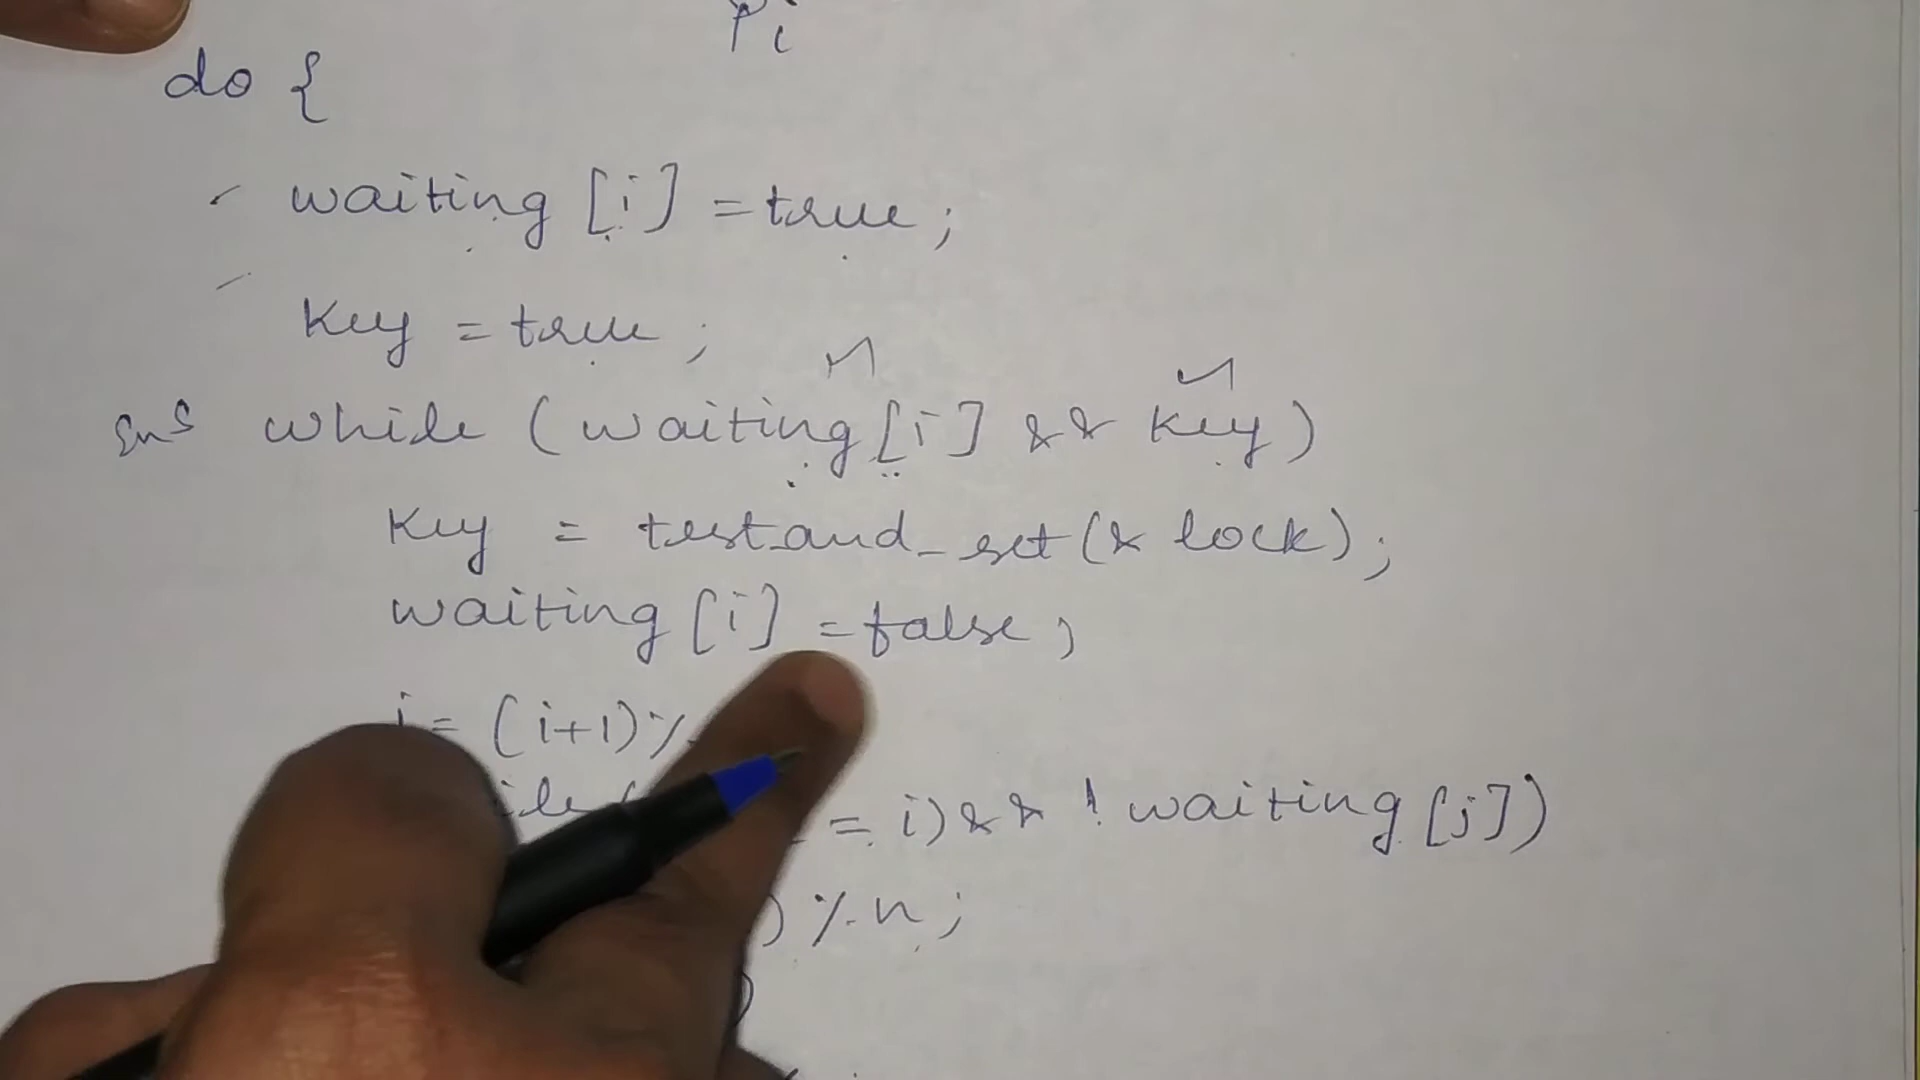 Pi
do {
waiting [i] = true;
Key = true;
while (waiting [i] && Key)
Key = test_and_set(& lock);
waiting [i] = false;
= (i+1)%
= i) && ! waiting [j])
) % n;
)